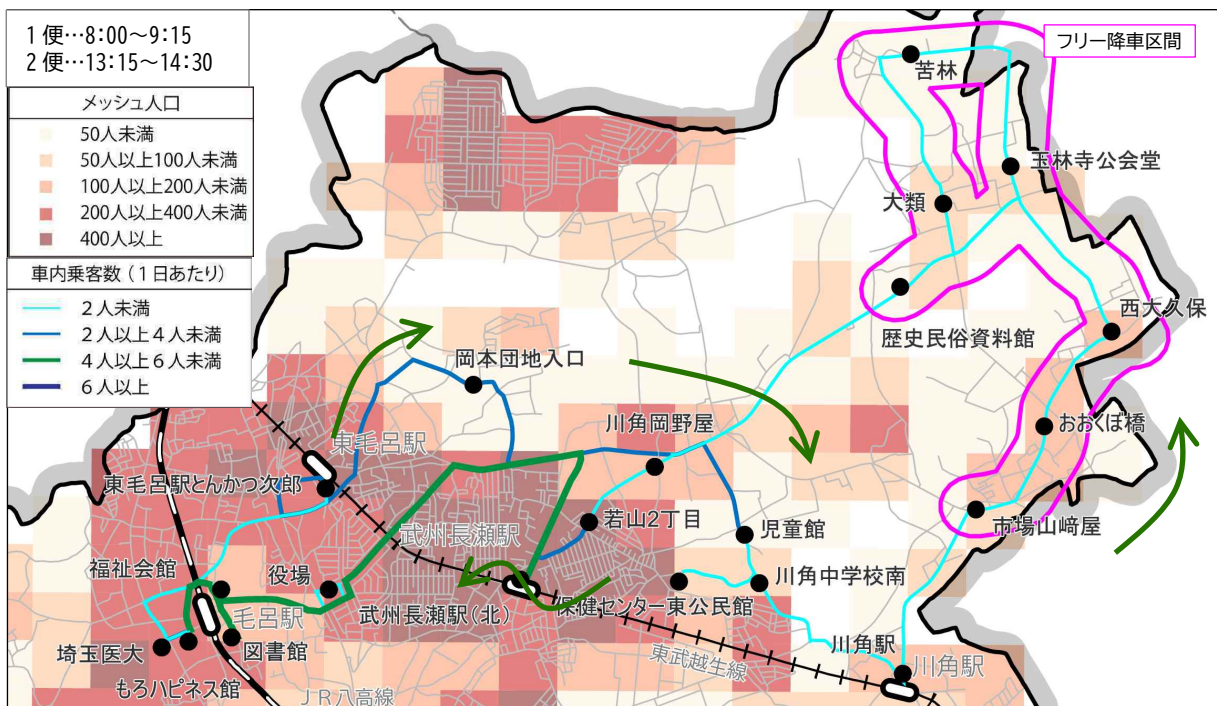 1便…8:00～9:15
2便…13:15～14:30
メッシュ人口
50人未満
50人以上100人未満
100人以上200人未満
200人以上400人未満
400人以上
車内乗客数（1日あたり）
2人未満
2人以上4人未満
4人以上6人未満
6人以上
フリー降車区間
苦林
玉林寺公会堂
大類
西大久保
歴史民俗資料館
岡本団地入口
川角岡野屋
おおくぼ橋
東毛呂駅
東毛呂駅とんかつ次郎
若山2丁目
武州長瀬駅
児童館
市場山﨑屋
福祉会館
役場
川角中学校南
毛呂駅
武州長瀬駅(北)
保健センター東公民館
埼玉医大
図書館
川角駅
川角駅
東武越生線
もろハピネス館
JR八高線